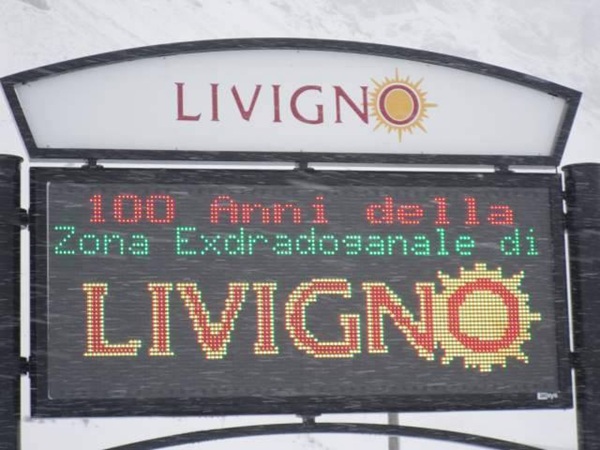 LIVIGNO
100 Anni della
Zona Exdradoganale di
LIVIGNO